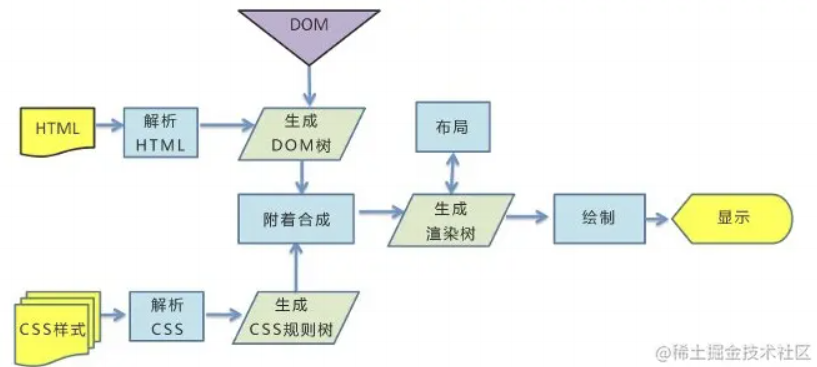 DOM
HTML
解析
HTML
生成
DOM树
布局
附着合成
生成
渲染树
绘制
显示
CSS样式
解析
CSS
生成
CSS规则树
@稀土掘金技术社区